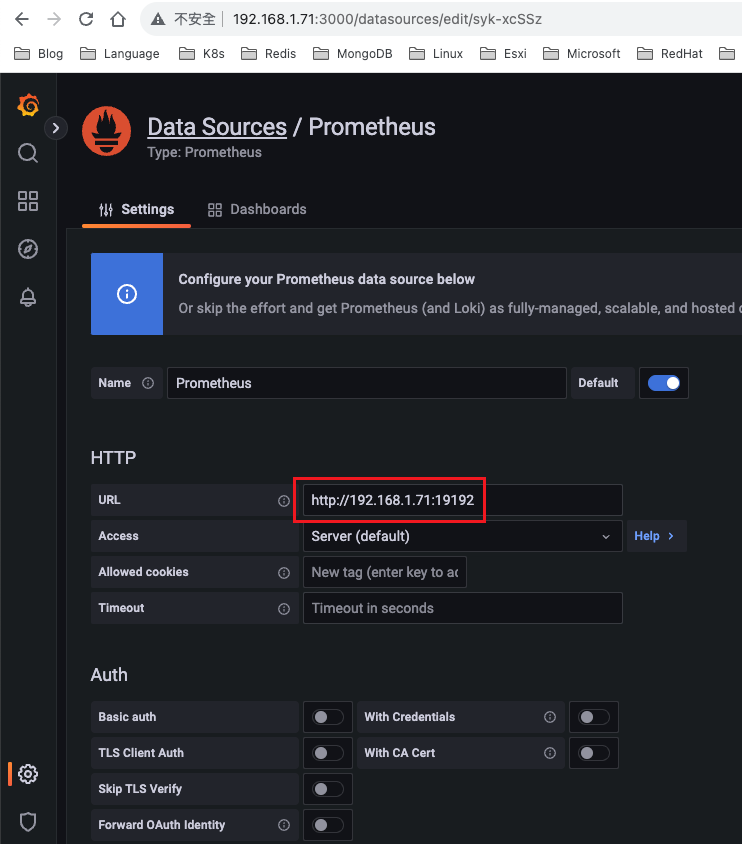 不安全 192.168.1.71:3000/datasources/edit/syk-xcSSz
Blog Language K8s Redis MongoDB Linux Esxi Microsoft RedHat
Data Sources / Prometheus
Type: Prometheus
Settings Dashboards
Configure your Prometheus data source below
Or skip the effort and get Prometheus (and Loki) as fully-managed, scalable, and hosted
Name Prometheus Default
HTTP
URL http://192.168.1.71:19192
Access Server (default) Help
Allowed cookies New tag (enter key to ac
Timeout Timeout in seconds
Auth
Basic auth With Credentials
TLS Client Auth With CA Cert
Skip TLS Verify
Forward OAuth Identity